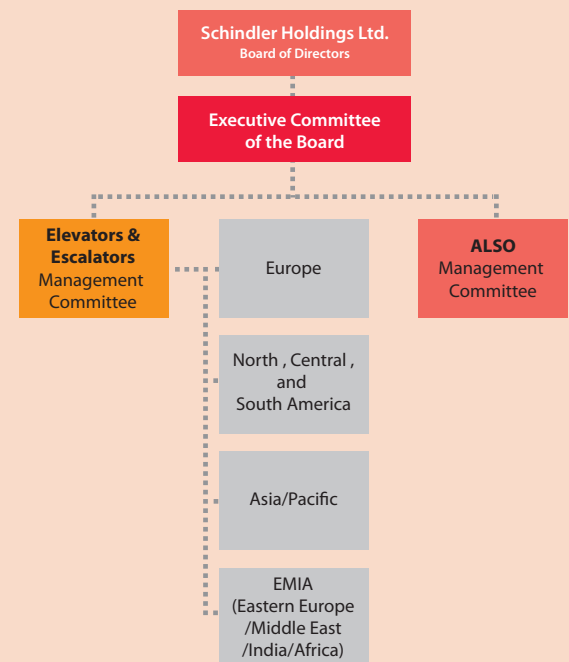 Schindler Holdings Ltd.
Board of Directors
Executive Committee
of the Board
Elevators &
Escalators
Management
Committee
Europe
ALSO
Management
Committee
North , Central ,
and
South America
Asia/Pacific
EMIA
(Eastern Europe
/Middle East
/India/Africa)